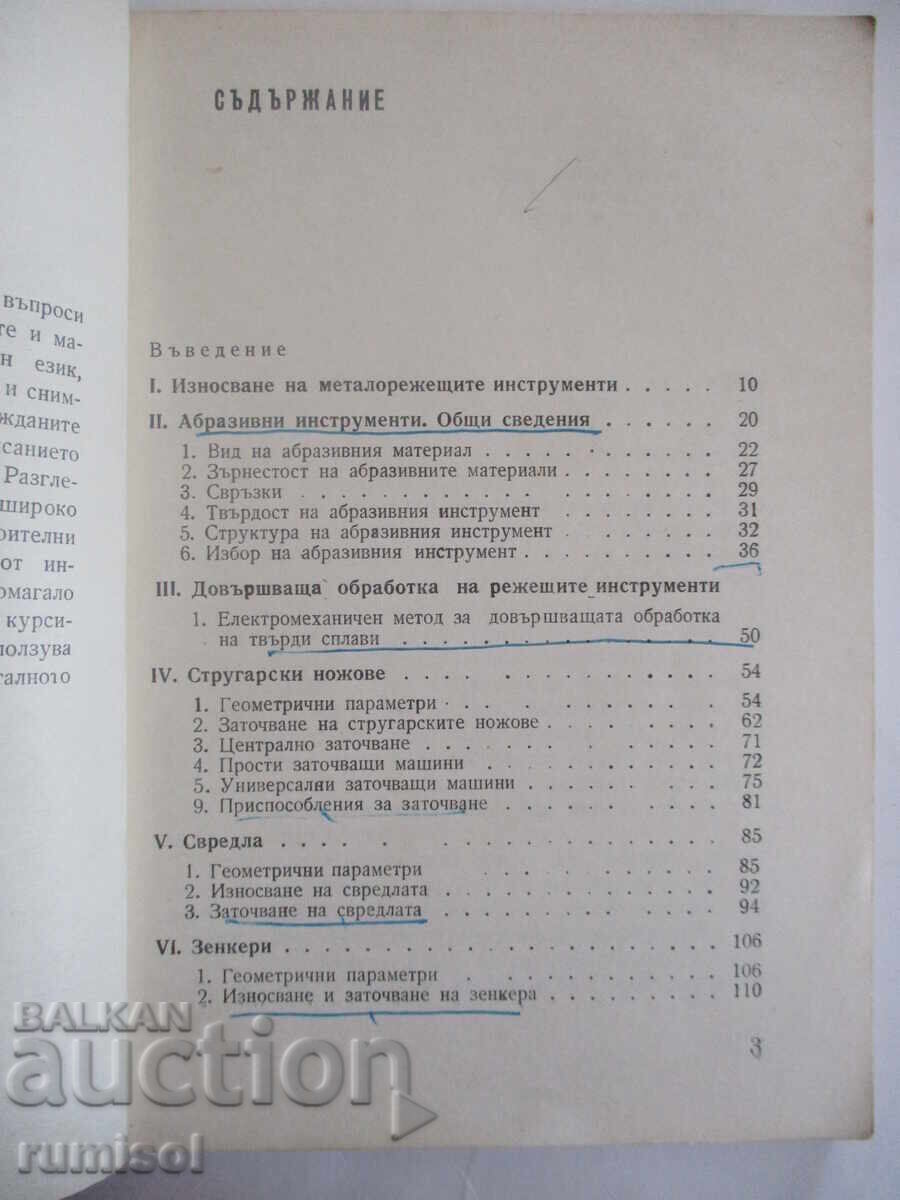 въпроси
те и ма-
н език,
и сним-
жданите
санието
Разгле-
широко
оителни
от ин-
омагало
курси-
ползува
талното
СЪДЪРЖАНИЕ
Въведение
I. Износване на металорежещите инструменти . . . . . 10
II. Абразивни инструменти. Общи сведения . . . . . . 20
1. Вид на абразивния материал . . . . . . . . . . 22
2. Зърнестост на абразивните материали . . . . . . . 27
3. Свръзки . . . . . . . . . . . . . . 29
4. Твърдост на абразивния инструмент . . . . . . . 31
5. Структура на абразивния инструмент . . . . . . . 32
6. Избор на абразивния инструмент . . . . . . . . 36
III. Довършваща обработка на режещите инструменти
1. Електромеханичен метод за довършващата обработка
на твърди сплави . . . . . . . . . . . . . 50
IV. Стругарски ножове . . . . . . . . . . . . . 54
1. Геометрични параметри . . . . . . . . . . . 54
2. Заточване на стругарските ножове . . . . . . . . 62
3. Централно заточване . . . . . . . . . . . 71
4. Прости заточващи машини . . . . . . . . . . 72
5. Универсални заточващи машини . . . . . . . . . 75
9. Приспособления за заточване . . . . . . . . . 81
V. Свредла . . . . . . . . . . . . . . . . 85
1. Геометрични параметри . . . . . . . . . . 85
2. Износване на свредлата . . . . . . . . . . . 92
3. Заточване на свредлата . . . . . . . . . . . 94
VI. Зенкери . . . . . . . . . . . . . . . . 106
1. Геометрични параметри . . . . . . . . . . 106
2. Износване и заточване на зенкера . . . . . . . . 110
3
BALKAN
auction
rumisol